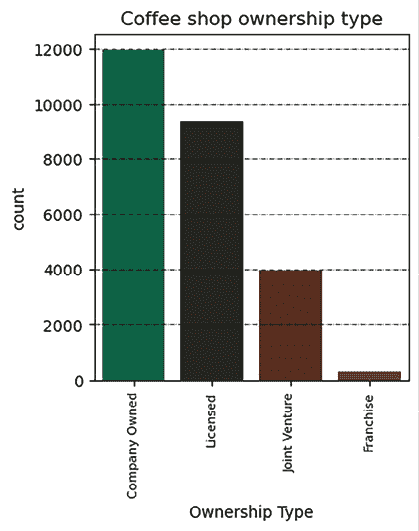 Coffee shop ownership type
12000
10000
8000
6000
4000
2000
0
count
Company Owned
Licensed
Joint Venture
Franchise
Ownership Type